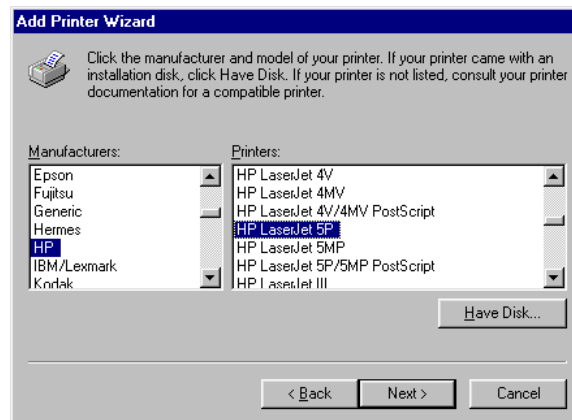 Add Printer Wizard
Click the manufacturer and model of your printer. If your printer came with an
installation disk, click Have Disk. If your printer is not listed, consult your printer
documentation for a compatible printer.
Manufacturers:
Epson
Fujitsu
Generic
Hermes
HP
IBM/Lexmark
Kodak
Printers:
HP LaserJet 4V
HP LaserJet 4MV
HP LaserJet 4V/4MV PostScript
HP LaserJet 5P
HP LaserJet 5MP
HP LaserJet 5P/5MP PostScript
HP LaserJet III
Have Disk...
< Back
Next >
Cancel